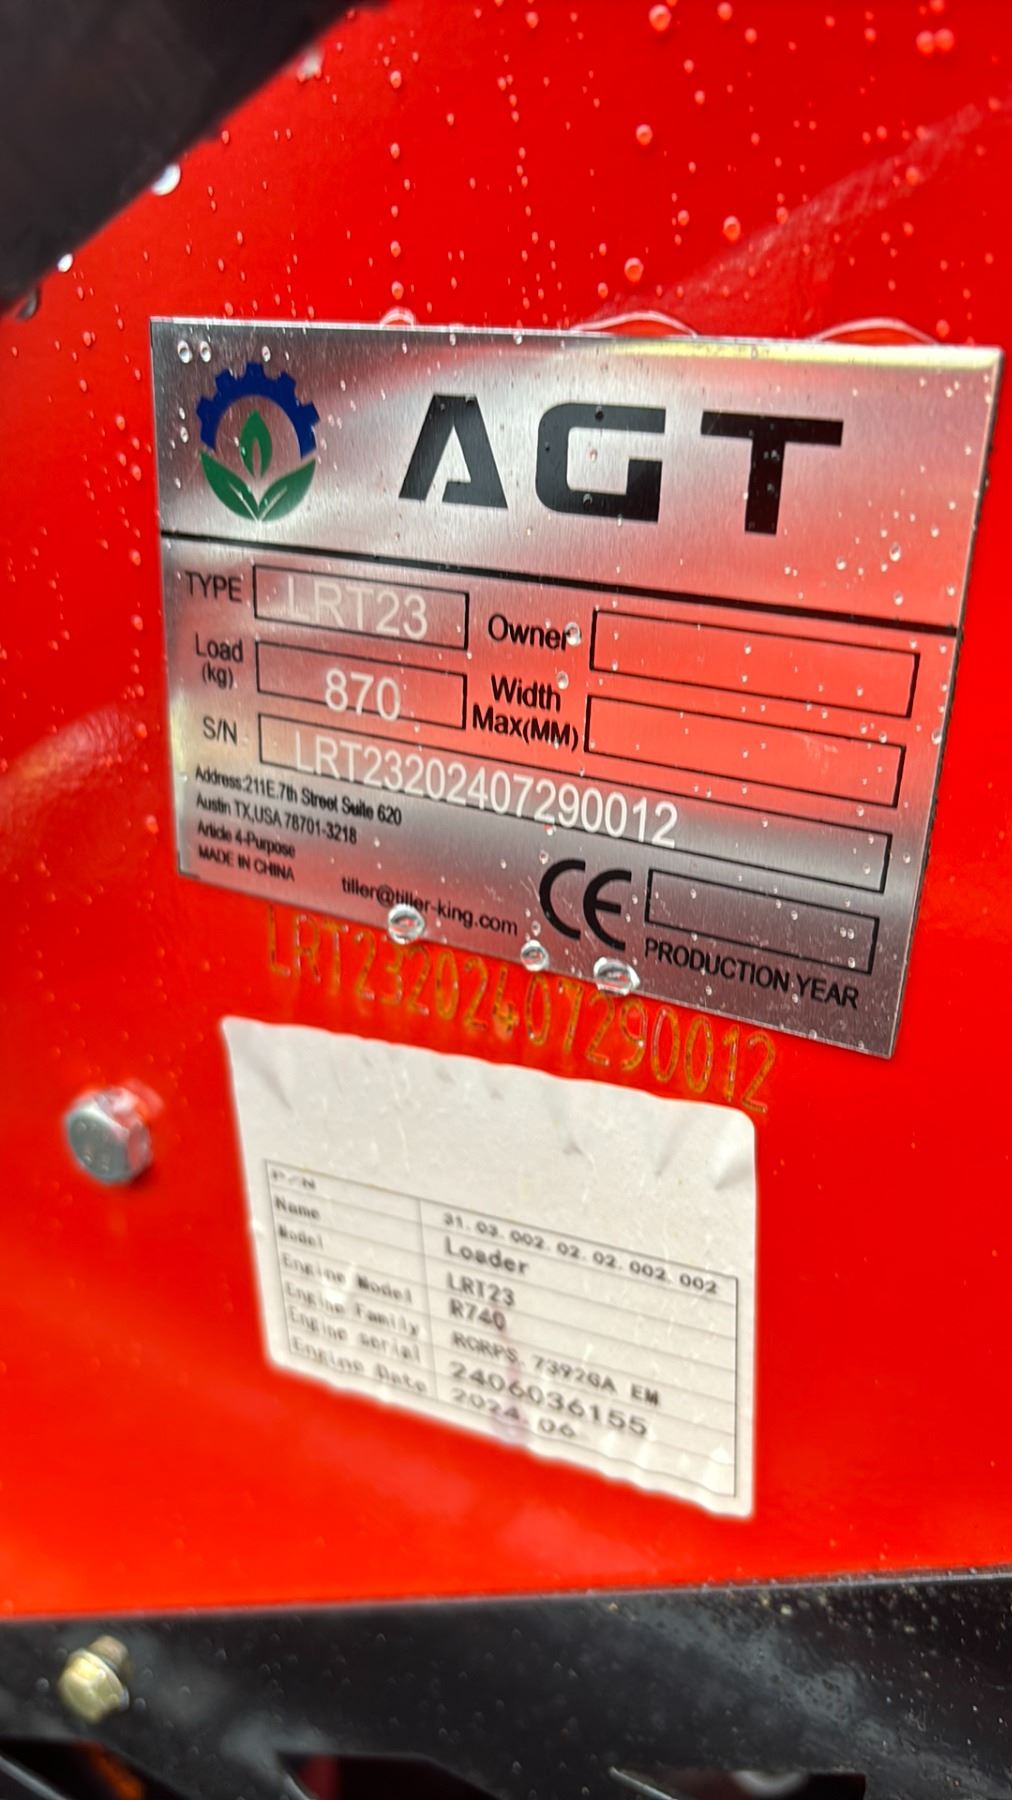 AGT
TYPE LRT23 Owner
Load (kg) 870 Width Max(MM)
S/N LRT23202407290012
Address:211E.7th Street Suite 620
Austin TX,USA 78701-3218
Article 4-Purpose
MADE IN CHINA
tiller@tiller-king.com
CE
PRODUCTION YEAR
LRT23202407290012
P/N 31.03.002.02.02.002.002
Name Loader
Model LRT23
Engine Model R740
Engine Family RCRPS.7392GA EM
Engine serial 2406036155
Engine Date 2024.06